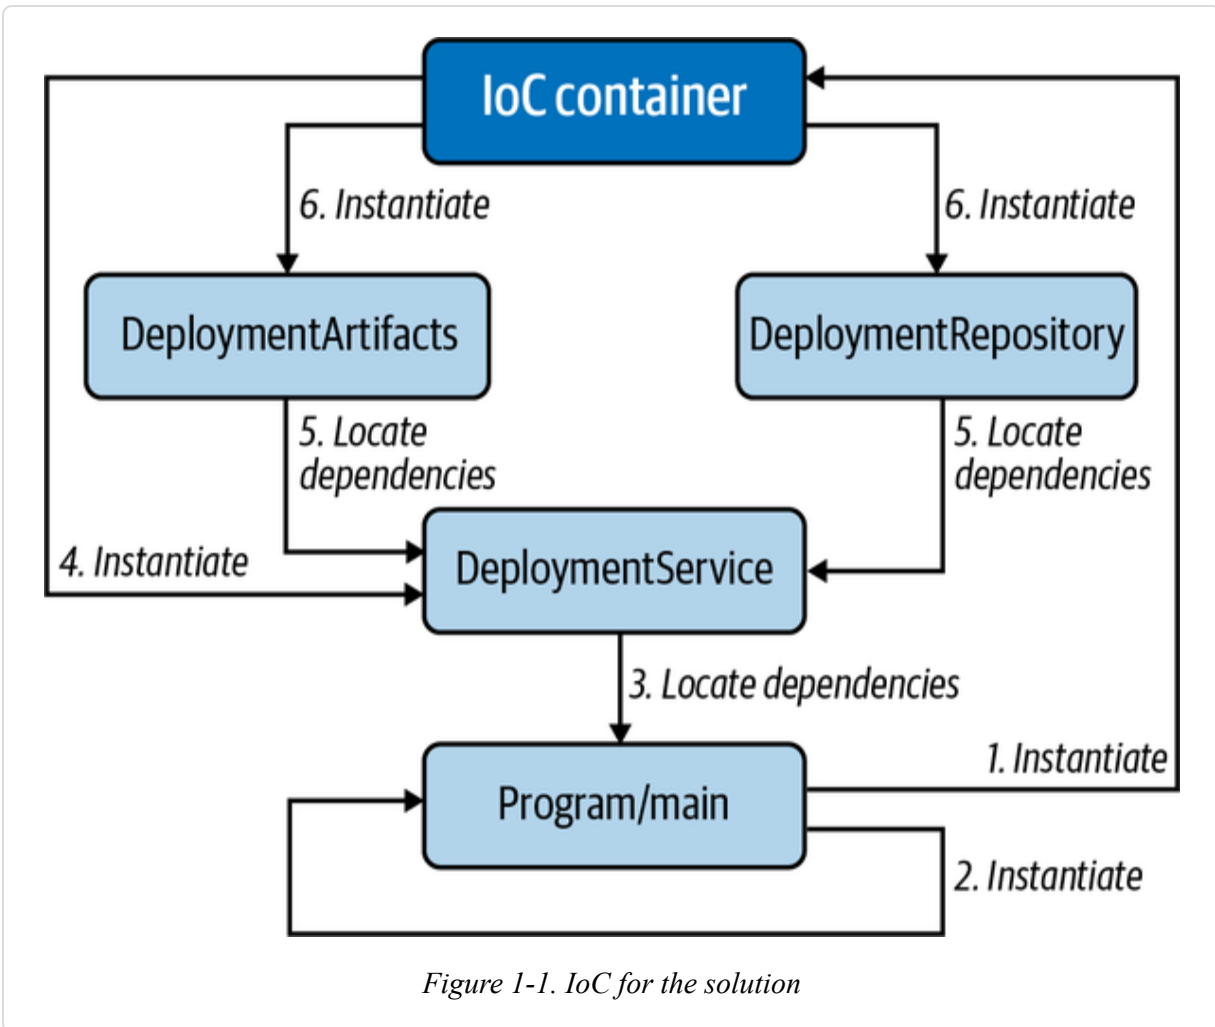 IoC container
6. Instantiate
6. Instantiate
DeploymentArtifacts
DeploymentRepository
5. Locate
dependencies
5. Locate
dependencies
4. Instantiate
DeploymentService
3. Locate dependencies
1. Instantiate
Program/main
2. Instantiate
Figure 1-1. IoC for the solution